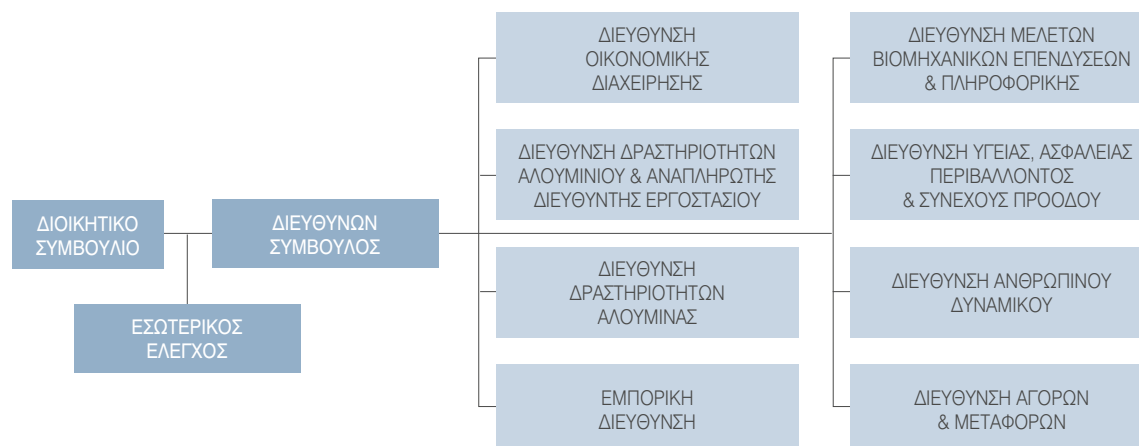 ΔΙΟΙΚΗΤΙΚΟ
ΣΥΜΒΟΥΛΙΟ
ΔΙΕΥΘΥΝΩΝ
ΣΥΜΒΟΥΛΟΣ
ΕΣΩΤΕΡΙΚΟΣ
ΕΛΕΓΧΟΣ
ΔΙΕΥΘΥΝΣΗ
ΟΙΚΟΝΟΜΙΚΗΣ
ΔΙΑΧΕΙΡΗΣΗΣ
ΔΙΕΥΘΥΝΣΗ ΔΡΑΣΤΗΡΙΟΤΗΤΩΝ
ΑΛΟΥΜΙΝΙΟΥ & ΑΝΑΠΛΗΡΩΤΗΣ
ΔΙΕΥΘΥΝΤΗΣ ΕΡΓΟΣΤΑΣΙΟΥ
ΔΙΕΥΘΥΝΣΗ
ΔΡΑΣΤΗΡΙΟΤΗΤΩΝ
ΑΛΟΥΜΙΝΑΣ
ΕΜΠΟΡΙΚΗ
ΔΙΕΥΘΥΝΣΗ
ΔΙΕΥΘΥΝΣΗ ΜΕΛΕΤΩΝ
ΒΙΟΜΗΧΑΝΙΚΩΝ ΕΠΕΝΔΥΣΕΩΝ
& ΠΛΗΡΟΦΟΡΙΚΗΣ
ΔΙΕΥΘΥΝΣΗ ΥΓΕΙΑΣ, ΑΣΦΑΛΕΙΑΣ
ΠΕΡΙΒΑΛΛΟΝΤΟΣ
& ΣΥΝΕΧΟΥΣ ΠΡΟΟΔΟΥ
ΔΙΕΥΘΥΝΣΗ ΑΝΘΡΩΠΙΝΟΥ
ΔΥΝΑΜΙΚΟΥ
ΔΙΕΥΘΥΝΣΗ ΑΓΟΡΩΝ
& ΜΕΤΑΦΟΡΩΝ